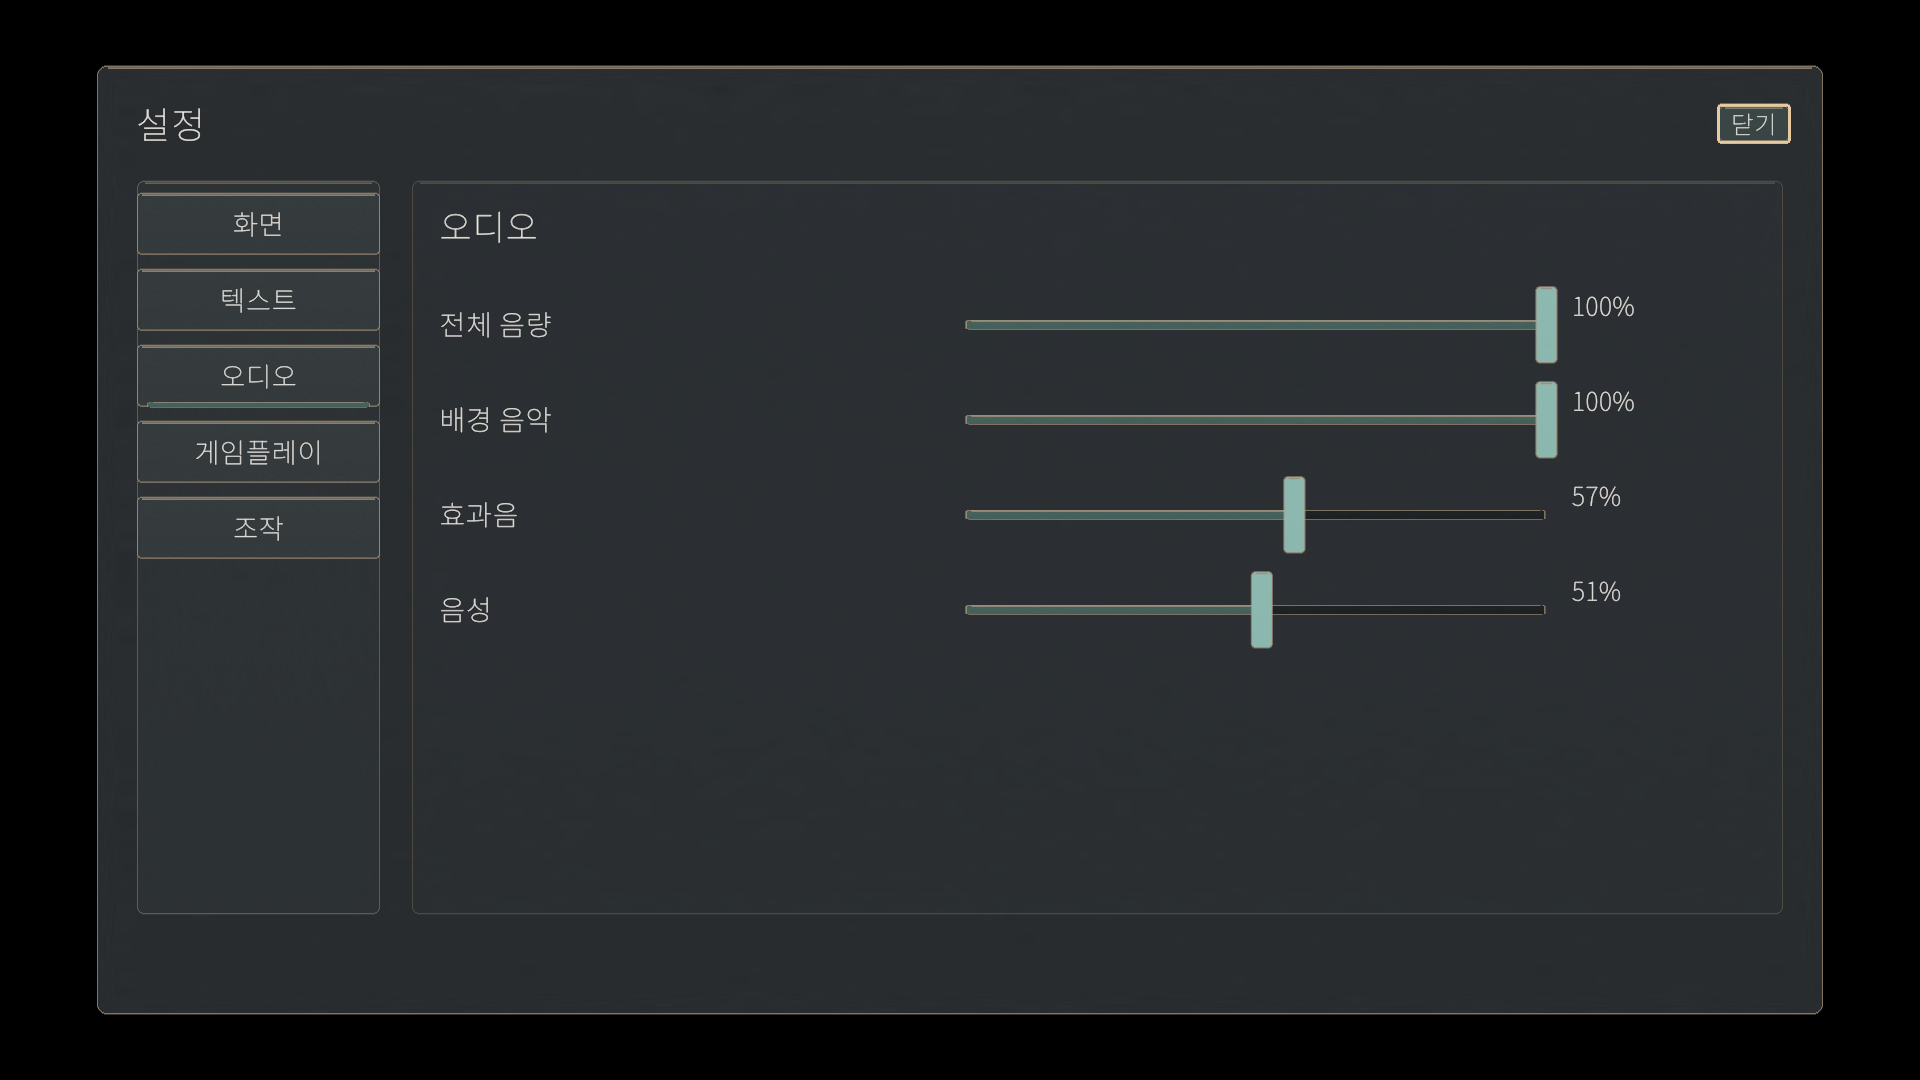 설정
닫기
화면
텍스트
오디오
게임플레이
조작
오디오
전체 음량
100%
배경 음악
100%
효과음
57%
음성
51%